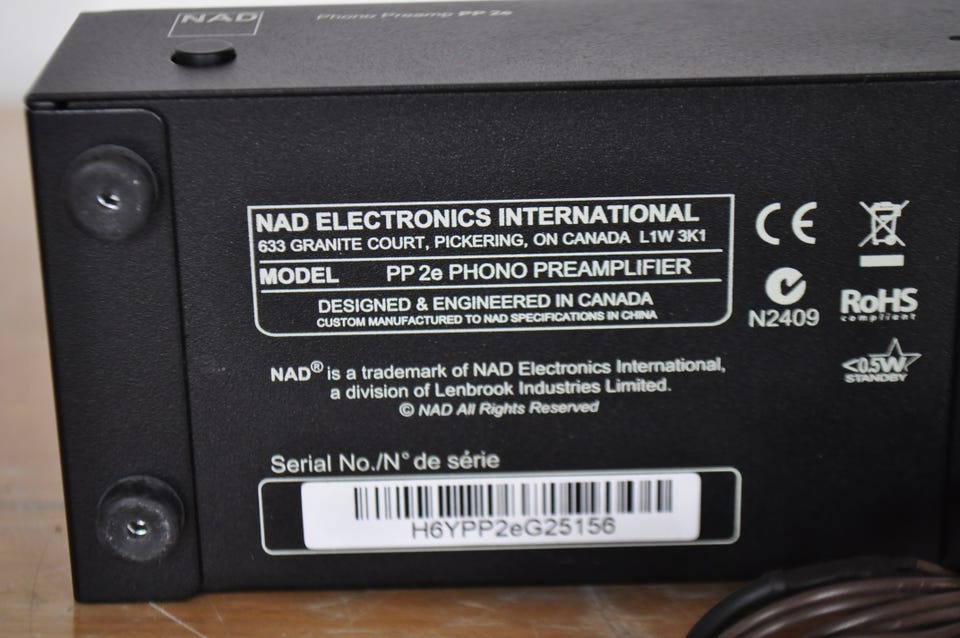 NAD
Phono Preamp PP 2e
NAD ELECTRONICS INTERNATIONAL
633 GRANITE COURT, PICKERING, ON CANADA L1W 3K1
MODEL PP 2e PHONO PREAMPLIFIER
DESIGNED & ENGINEERED IN CANADA
CUSTOM MANUFACTURED TO NAD SPECIFICATIONS IN CHINA
CE
N2409
RoHS
compliant
<0.5W
STANDBY
NAD® is a trademark of NAD Electronics International,
a division of Lenbrook Industries Limited.
© NAD All Rights Reserved
Serial No./N° de série
H6YPP2eG25156